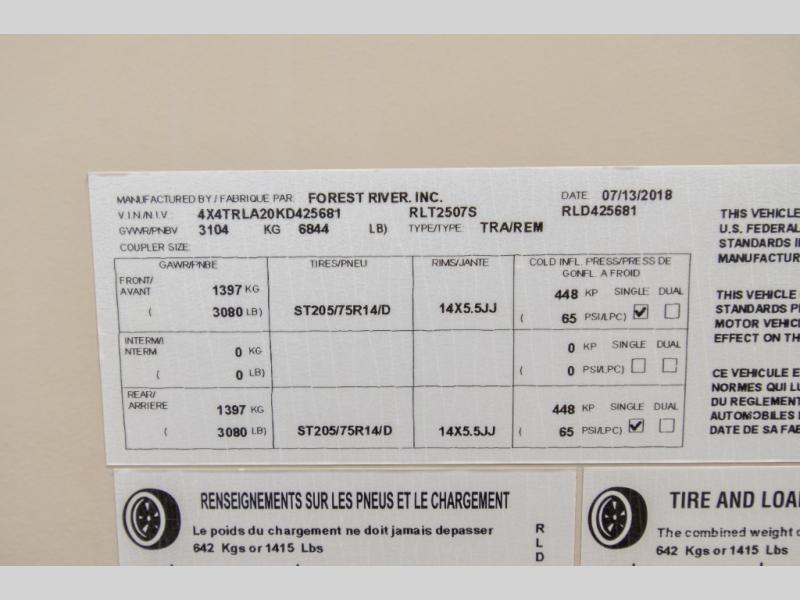 MANUFACTURED BY / FABRIQUE PAR: FOREST RIVER, INC. DATE: 07/13/2018
V.I.N./N.I.V.: 4X4TRLA20KD425681 RLT2507S RLD425681
GVWR/PNBV 3104 KG 6844 LB) TYPE/TYPE: TRA/REM
COUPLER SIZE:
GAWR/PNBE TIRES/PNEU RIMS/JANTE COLD INFL. PRESS/PRESS DE
GONFL. A FROID
FRONT/
AVANT 1397 KG 448 KP SINGLE DUAL
( 3080 LB) ST205/75R14/D 14X5.5JJ ( 65 PSI/LPC)
INTERM/I
NTERM 0 KG 0 KP SINGLE DUAL
( 0 LB) ( 0 PSI/LPC)
REAR/
ARRIERE 1397 KG 448 KP SINGLE DUAL
( 3080 LB) ST205/75R14/D 14X5.5JJ ( 65 PSI/LPC)
THIS VEHICLE
U.S. FEDERAL
STANDARDS I
MANUFACTUR
THIS VEHICLE
STANDARDS P
MOTOR VEHIC
EFFECT ON TH
CE VEHICULE E
NORMES QUI LU
DU REGLEMENT
AUTOMOBILES
DATE DE SA FAB
RENSEIGNEMENTS SUR LES PNEUS ET LE CHARGEMENT
Le poids du chargement ne doit jamais depasser
642 Kgs or 1415 Lbs
R
L
D
TIRE AND LOA
The combined weight
642 Kgs or 1415 Lbs